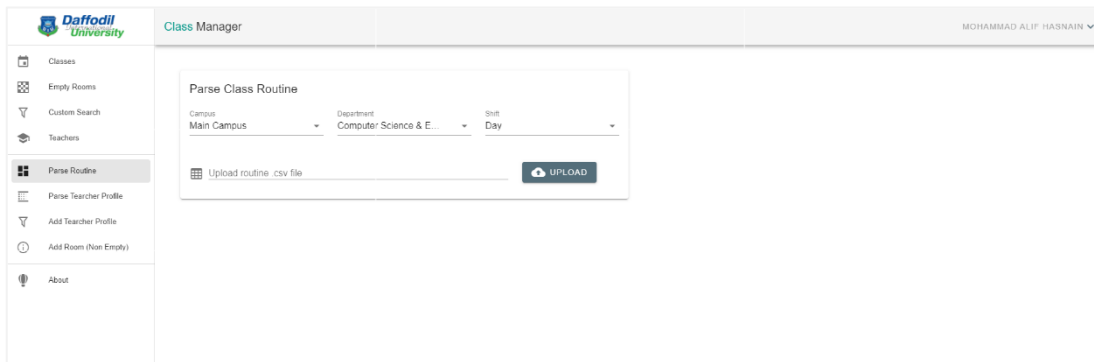 Daffodil
International
University
Class Manager
MOHAMMAD ALIF HASNAIN
Classes
Empty Rooms
Custom Search
Teachers
Parse Routine
Parse Tearcher Profile
Add Tearcher Profile
Add Room (Non Empty)
About
Parse Class Routine
Campus
Main Campus
Department
Computer Science & E...
Shift
Day
Upload routine .csv file
UPLOAD